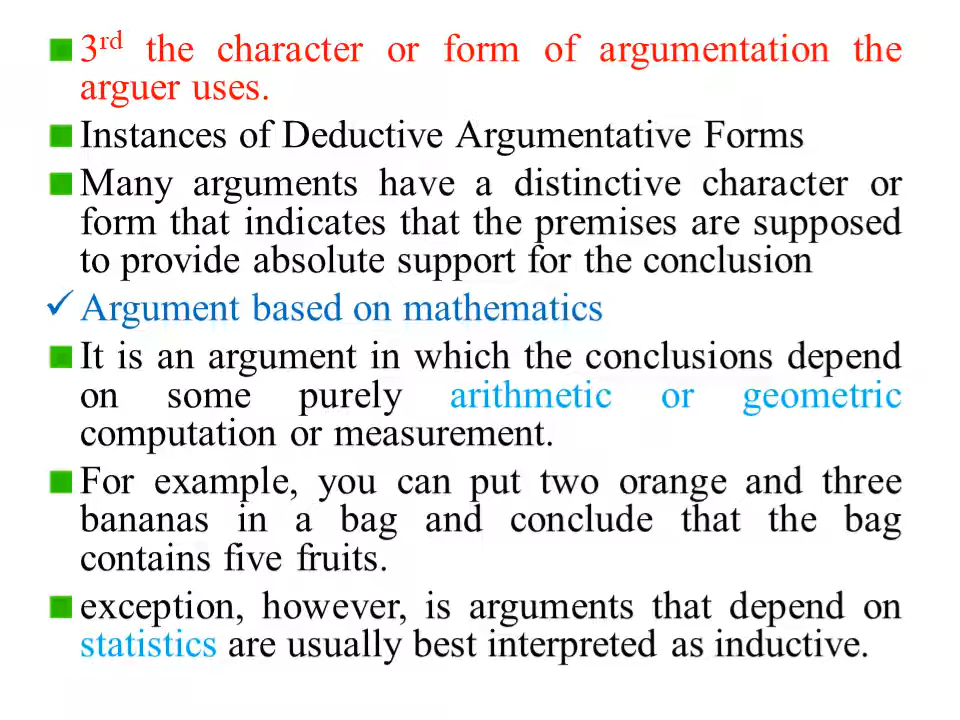 3rd the character or form of argumentation the
arguer uses.
Instances of Deductive Argumentative Forms
Many arguments have a distinctive character or
form that indicates that the premises are supposed
to provide absolute support for the conclusion
✓ Argument based on mathematics
It is an argument in which the conclusions depend
on some purely arithmetic or geometric
computation or measurement.
For example, you can put two orange and three
bananas in a bag and conclude that the bag
contains five fruits.
exception, however, is arguments that depend on
statistics are usually best interpreted as inductive.